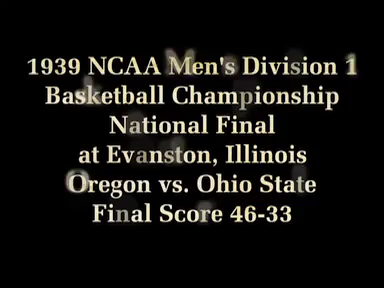 1939 NCAA Men's Division 1
Basketball Championship
National Final
at Evanston, Illinois
Oregon vs. Ohio State
Final Score 46-33